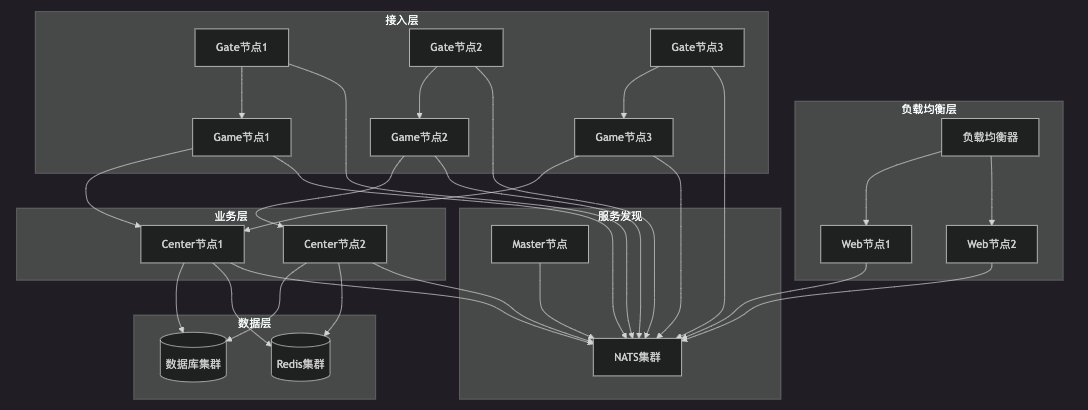 接入层
Gate节点1
Gate节点2
Gate节点3
Game节点1
Game节点2
Game节点3
负载均衡层
负载均衡器
Web节点1
Web节点2
业务层
Center节点1
Center节点2
服务发现
Master节点
NATS集群
数据层
数据库集群
Redis集群